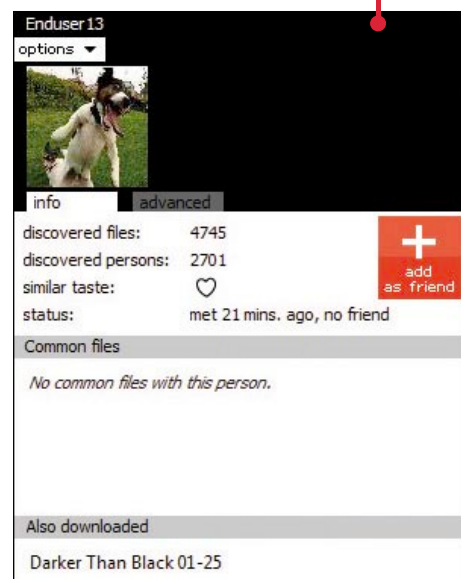 Enduser13
options
info advanced
discovered files: 4745
discovered persons: 2701
similar taste:
status: met 21 mins. ago, no friend
add
as friend
Common files
No common files with this person.
Also downloaded
Darker Than Black 01-25